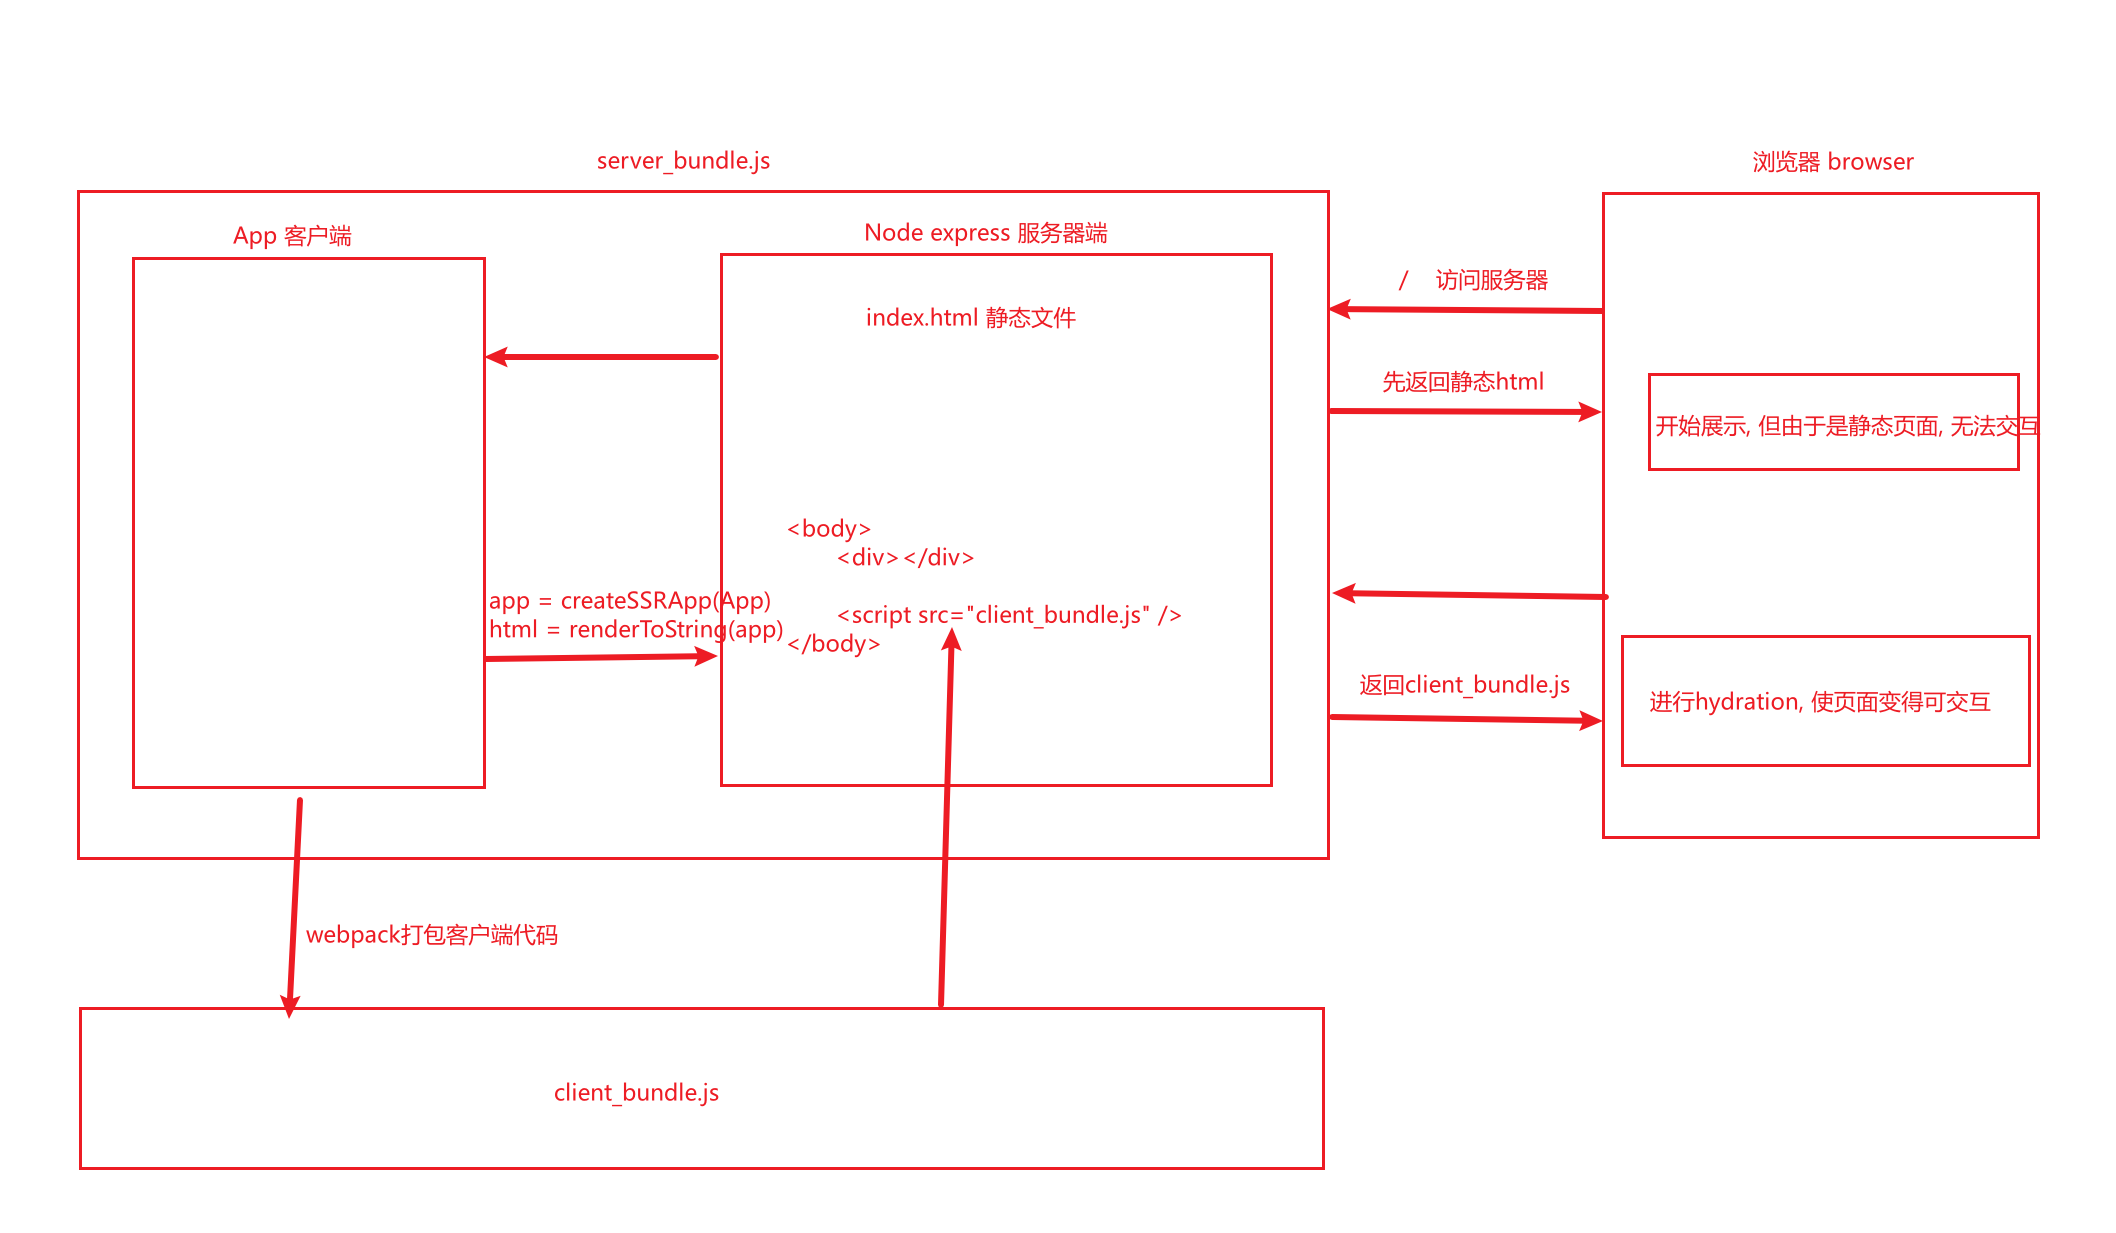 server_bundle.js
浏览器 browser
App 客户端
Node express 服务器端
index.html 静态文件
/ 访问服务器
先返回静态html
开始展示, 但由于是静态页面, 无法交互
<body>
<div></div>
<script src="client_bundle.js" />
</body>
app = createSSRApp(App)
html = renderToString(app)
返回client_bundle.js
进行hydration, 使页面变得可交互
webpack打包客户端代码
client_bundle.js